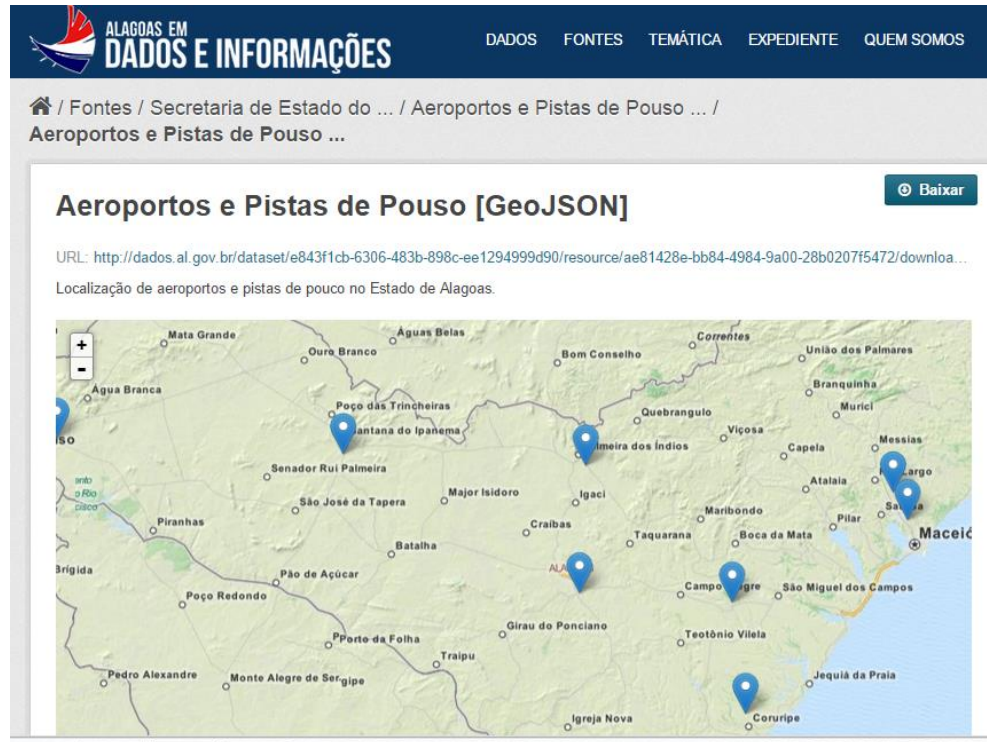 ALAGOAS EM
DADOS E INFORMAÇÕES
DADOS FONTES TEMÁTICA EXPEDIENTE QUEM SOMOS
/ Fontes / Secretaria de Estado do ... / Aeroportos e Pistas de Pouso ... /
Aeroportos e Pistas de Pouso ...
Baixar
Aeroportos e Pistas de Pouso [GeoJSON]
URL: http://dados.al.gov.br/dataset/e843f1cb-6306-483b-898c-ee1294999d90/resource/ae81428e-bb84-4984-9a00-28b0207f5472/downloa...
Localização de aeroportos e pistas de pouco no Estado de Alagoas.
+
-
Mata Grande
Águas Belas
Correntes
Ouro Branco
Bom Conselho
União dos Palmares
Água Branca
Branquinha
Poço das Trincheiras
Quebrangulo
Murici
antana do Ipanema
Viçosa
lmeira dos Índios
Capela
Messias
Senador Rui Palmeira
argo
Major Isidoro
Igaci
Atalaia
São José da Tapera
Maribondo
Piranhas
Craíbas
Pilar
Taquarana
Boca da Mata
Maceió
Batalha
Brígida
Pão de Açúcar
Campo gre
São Miguel dos Campos
Poço Redondo
Girau do Ponciano
Teotônio Vilela
PPorto da Folha
Traipu
Pedro Alexandre
Monte Alegre de Sergipe
Jequiá da Praia
Igreja Nova
Coruripe